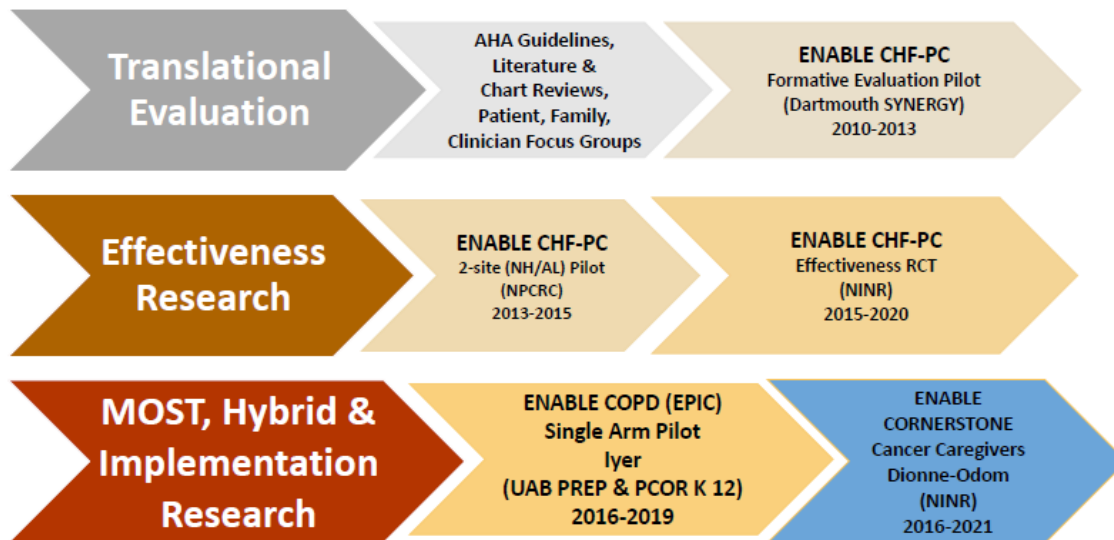 Translational
Evaluation
AHA Guidelines,
Literature &
Chart Reviews,
Patient, Family,
Clinician Focus Groups
ENABLE CHF-PC
Formative Evaluation Pilot
(Dartmouth SYNERGY)
2010-2013
Effectiveness
Research
ENABLE CHF-PC
2-site (NH/AL) Pilot
(NPCRC)
2013-2015
ENABLE CHF-PC
Effectiveness RCT
(NINR)
2015-2020
MOST, Hybrid &
Implementation
Research
ENABLE COPD (EPIC)
Single Arm Pilot
Iyer
(UAB PREP & PCOR K 12)
2016-2019
ENABLE
CORNERSTONE
Cancer Caregivers
Dionne-Odom
(NINR)
2016-2021